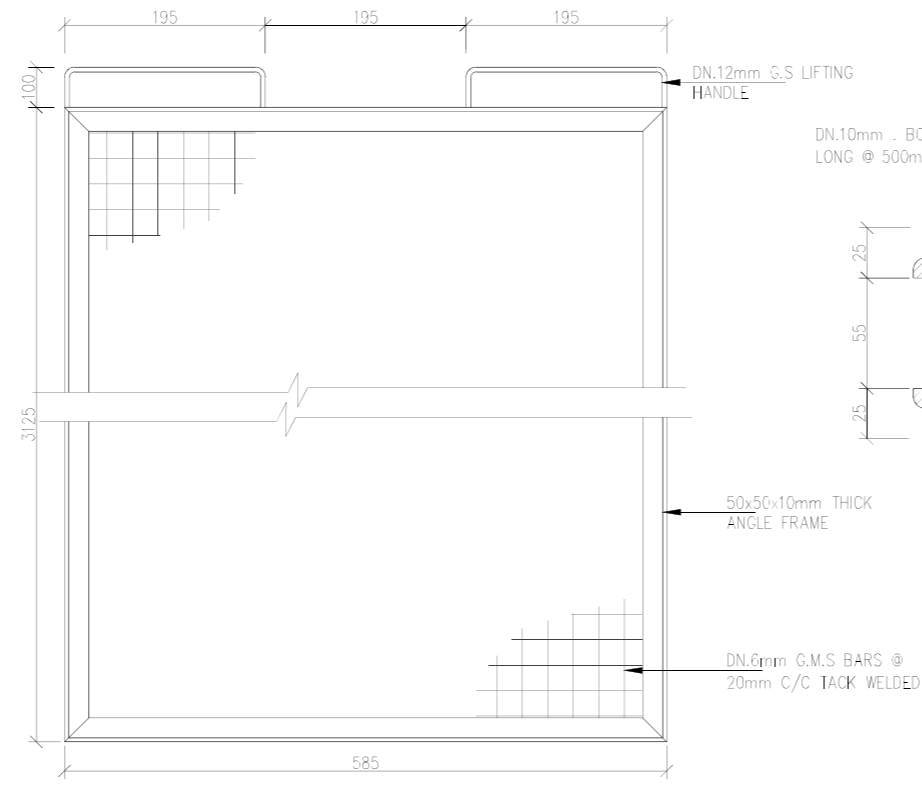 195 195 195
100
DN.12mm G.S LIFTING
HANDLE
DN.10mm . BO
LONG @ 500m
25
55
25
3125
50x50x10mm THICK
ANGLE FRAME
DN.6mm G.M.S BARS @
20mm C/C TACK WELDED
585